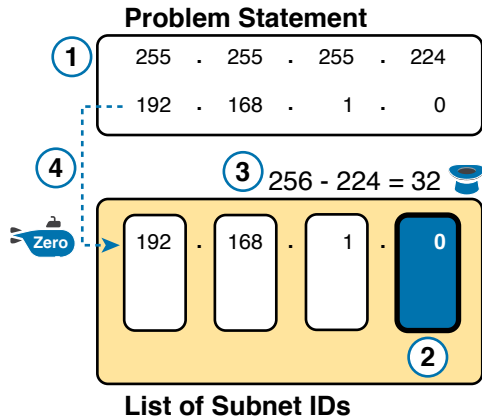 Problem Statement
1 255 . 255 . 255 . 224
192 . 168 . 1 . 0
4
3 256 - 224 = 32
Zero 192 . 168 . 1 . 0
2
List of Subnet IDs